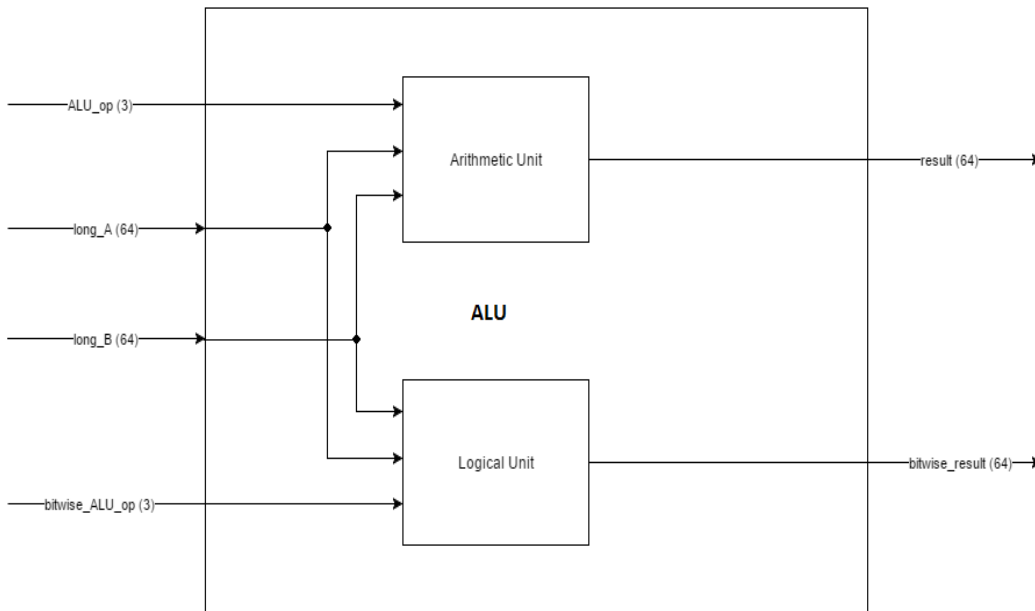 ALU_op (3)
Arithmetic Unit
result (64)
long_A (64)
ALU
long_B (64)
Logical Unit
bitwise_result (64)
bitwise_ALU_op (3)